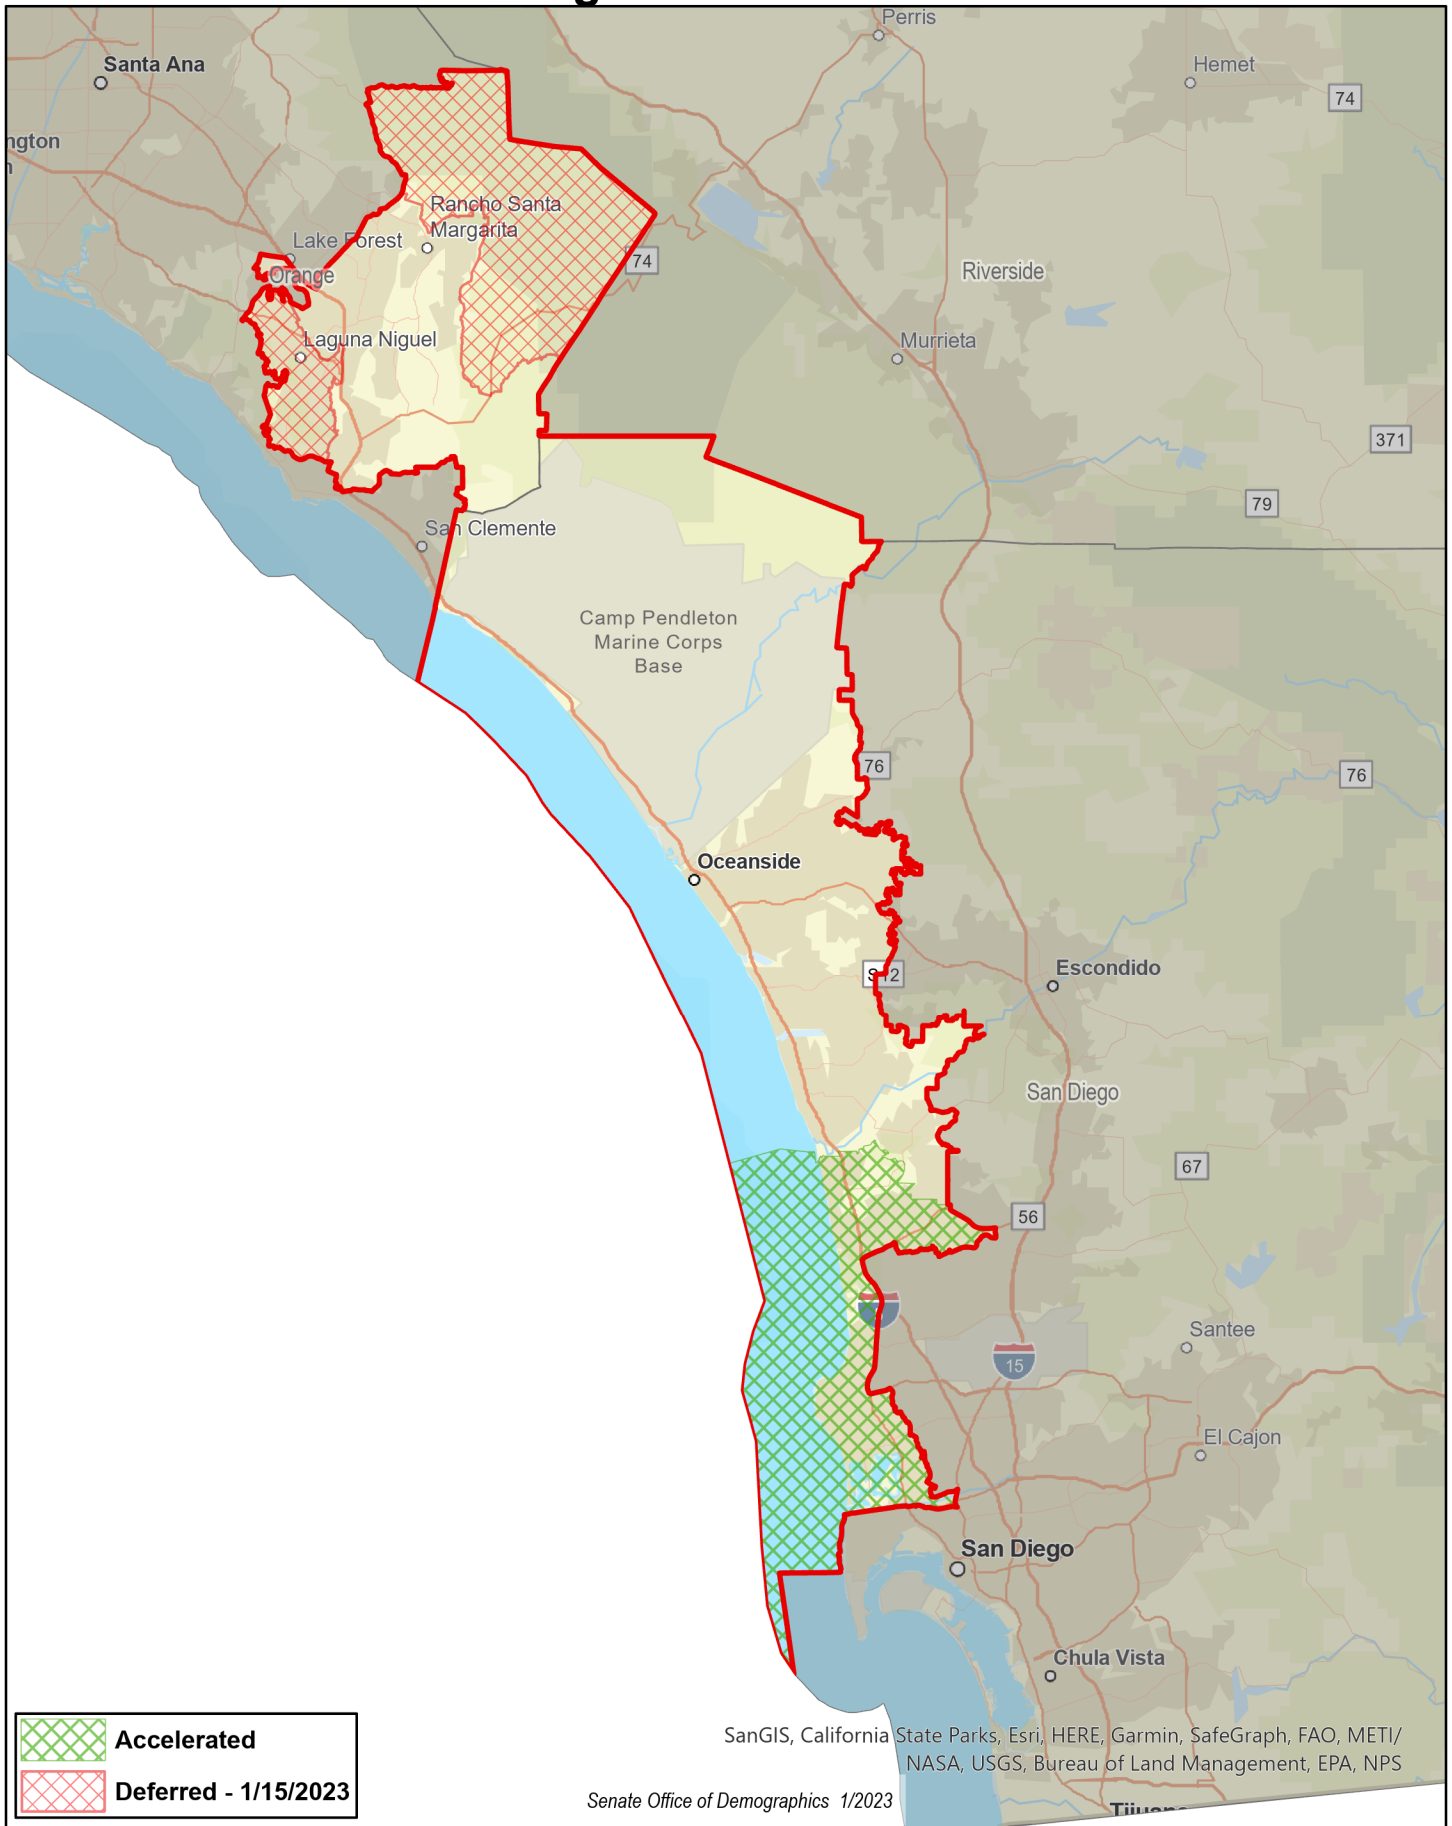 Perris
Santa Ana
Hemet
74
ngton
Rancho Santa
Margarita
Lake Forest
74
Orange
Riverside
Laguna Niguel
Murrieta
371
79
San Clemente
Camp Pendleton
Marine Corps
Base
76
76
Oceanside
Escondido
S12
San Diego
67
56
Santee
15
El Cajon
San Diego
Chula Vista
Accelerated
Deferred - 1/15/2023
SanGIS, California State Parks, Esri, HERE, Garmin, SafeGraph, FAO, METI/
NASA, USGS, Bureau of Land Management, EPA, NPS
Senate Office of Demographics 1/2023